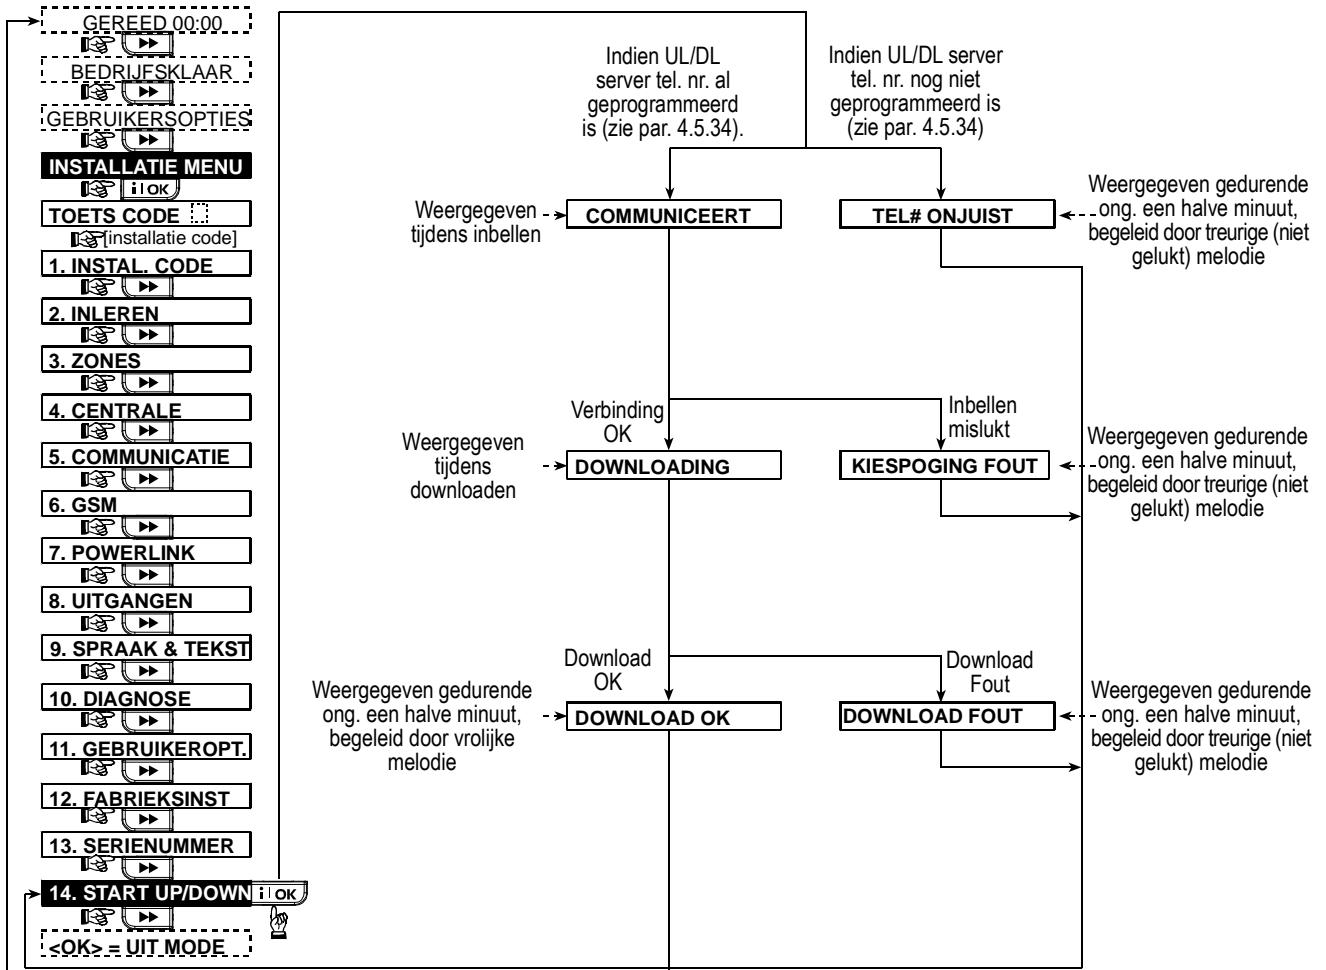 GEREED 00:00
BEDRIJFSKLAAR
GEBRUIKERSOPTIES
INSTALLATIE MENU
i OK
TOETS CODE
[installatie code]
1. INSTAL. CODE
2. INLEREN
3. ZONES
4. CENTRALE
5. COMMUNICATIE
6. GSM
7. POWERLINK
8. UITGANGEN
9. SPRAAK & TEKST
10. DIAGNOSE
11. GEBRUIKEROPT.
12. FABRIEKSINST
13. SERIENUMMER
14. START UP/DOWN
i OK
<OK> = UIT MODE
Indien UL/DL
server tel. nr. al
geprogrammeerd
is (zie par. 4.5.34).
Indien UL/DL server
tel. nr. nog niet
geprogrammeerd is
(zie par. 4.5.34)
Weergegeven
tijdens inbellen
COMMUNICEERT
TEL# ONJUIST
Weergegeven gedurende
ong. een halve minuut,
begeleid door treurige (niet
gelukt) melodie
Verbinding
OK
Inbellen
mislukt
Weergegeven
tijdens
downloaden
DOWNLOADING
KIESPOGING FOUT
Weergegeven gedurende
ong. een halve minuut,
begeleid door treurige (niet
gelukt) melodie
Download
OK
Download
Fout
Weergegeven gedurende
ong. een halve minuut,
begeleid door vrolijke
melodie
DOWNLOAD OK
DOWNLOAD FOUT
Weergegeven gedurende
ong. een halve minuut,
begeleid door treurige (niet
gelukt) melodie